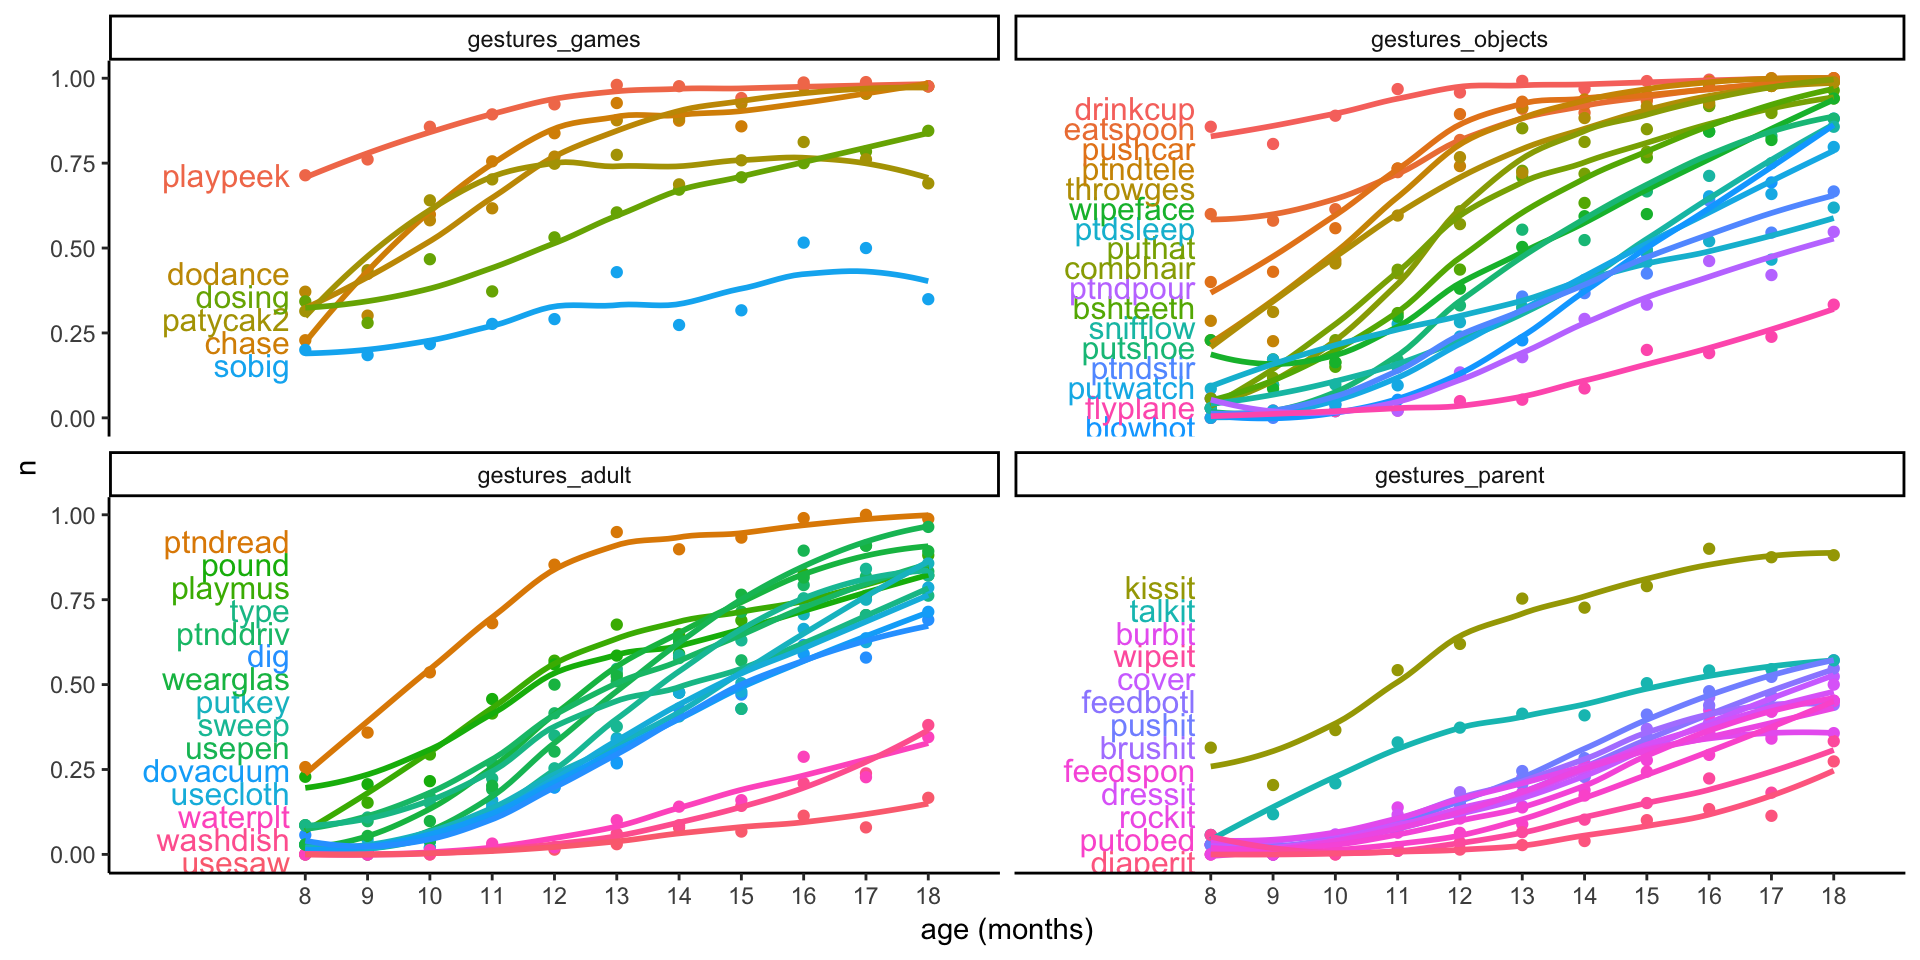 gestures_games
gestures_objects
1.00
0.75
0.50
0.25
0.00
playpeek
dodance
dosing
patycak2
chase
sobig
drinkcup
eatspoon
pushcar
ptndtele
throwges
wipeface
ptdsleep
puthat
combhair
ptndpour
bshteeth
snifflow
putshoe
ptndstir
putwatch
flyplane
blowhot
n
gestures_adult
gestures_parent
1.00
0.75
0.50
0.25
0.00
ptndread
pound
playmus
type
ptnddriv
dig
wearglas
putkey
sweep
usepeh
dovacuum
usecloth
waterplt
washdish
usesaw
kissit
talkit
burbit
wipeit
cover
feedbotl
pushit
brushit
feedspon
dressit
rockit
putobed
diaperit
8 9 10 11 12 13 14 15 16 17 18
8 9 10 11 12 13 14 15 16 17 18
age (months)